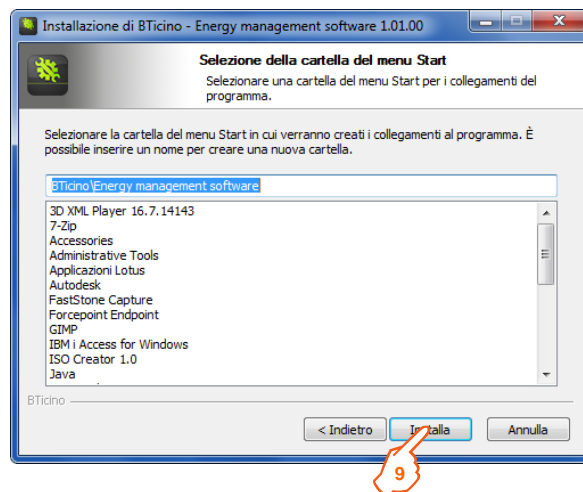 Installazione di BTicino - Energy management software 1.01.00
Selezione della cartella del menu Start
Selezionare una cartella del menu Start per i collegamenti del
programma.
Selezionare la cartella del menu Start in cui verranno creati i collegamenti al programma. È
possibile inserire un nome per creare una nuova cartella.
BTicino\Energy management software
3D XML Player 16.7.14143
7-Zip
Accessories
Administrative Tools
Applicazioni Lotus
Autodesk
FastStone Capture
Forcepoint Endpoint
GIMP
IBM i Access for Windows
ISO Creator 1.0
Java
BTicino
< Indietro
Installa
Annulla
9